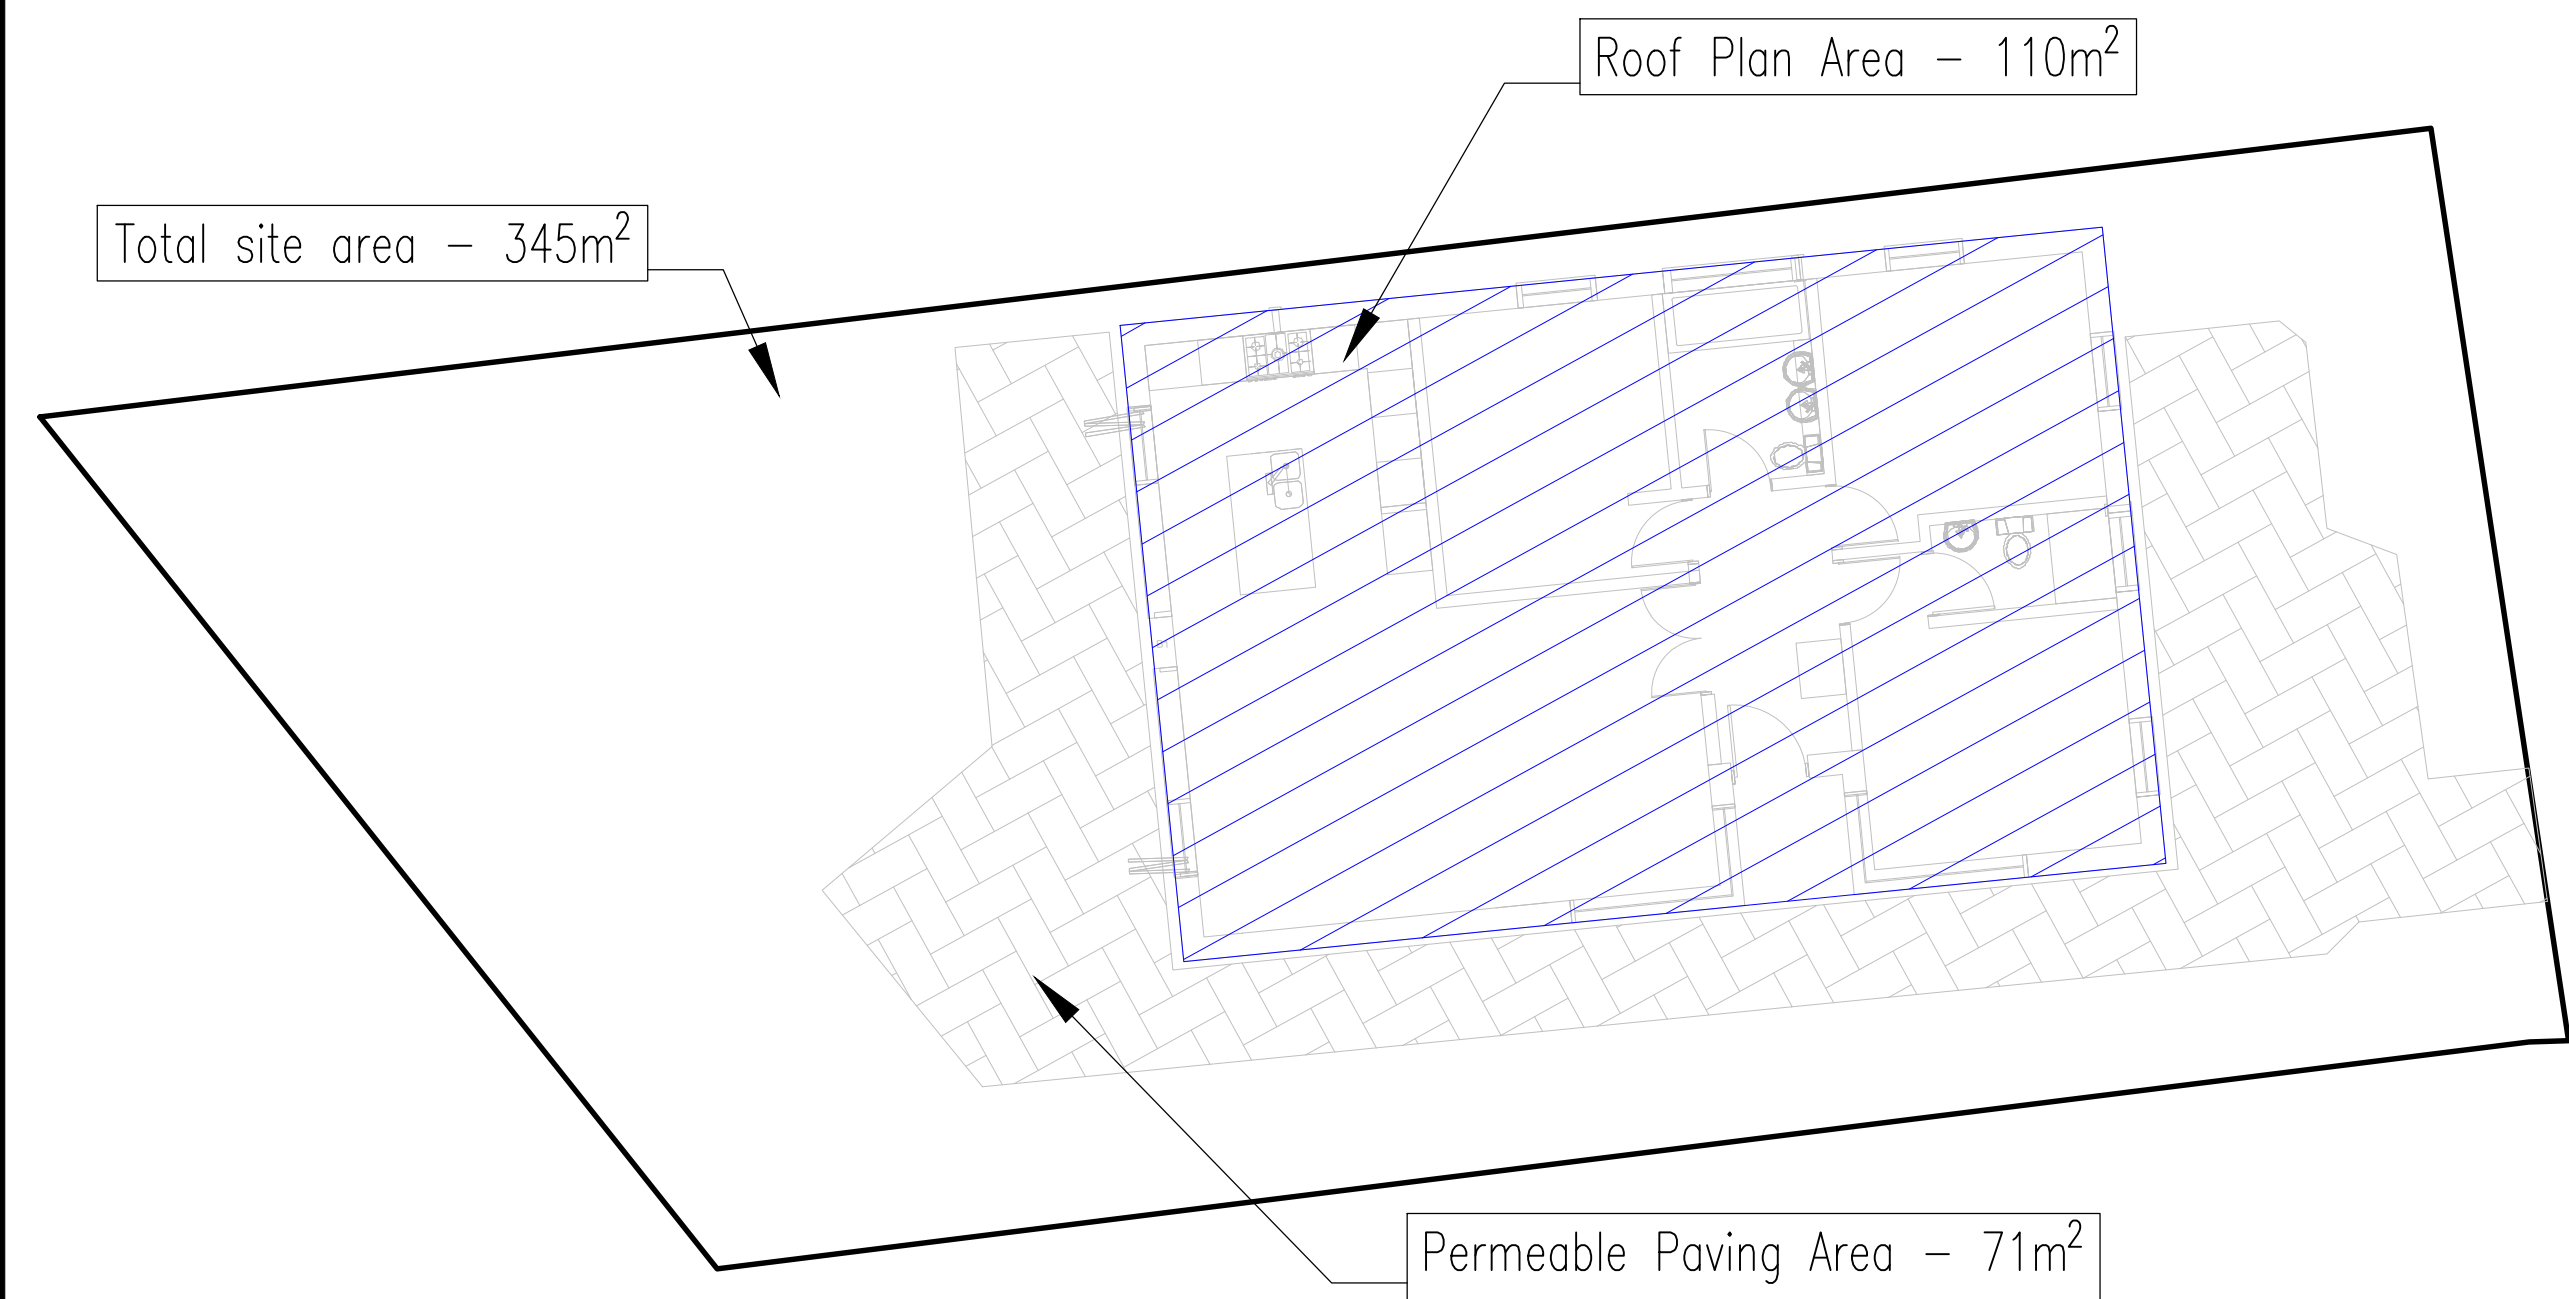 Roof Plan Area – 110m²
Total site area – 345m²
Permeable Paving Area – 71m²